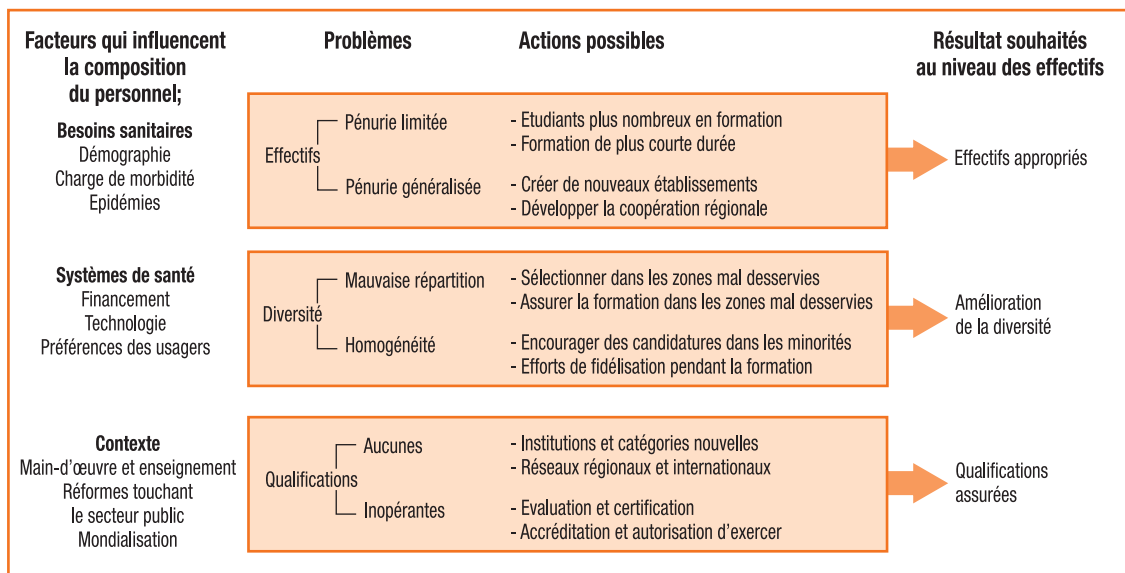 Facteurs qui influencent
la composition
du personnel;
Problèmes
Actions possibles
Résultat souhaités
au niveau des effectifs
Besoins sanitaires
Démographie
Charge de morbidité
Epidémies
Effectifs
Pénurie limitée
- Etudiants plus nombreux en formation
- Formation de plus courte durée
Pénurie généralisée
- Créer de nouveaux établissements
- Développer la coopération régionale
Effectifs appropriés
Systèmes de santé
Financement
Technologie
Préférences des usagers
Diversité
Mauvaise répartition
- Sélectionner dans les zones mal desservies
- Assurer la formation dans les zones mal desservies
Homogénéité
- Encourager des candidatures dans les minorités
- Efforts de fidélisation pendant la formation
Amélioration
de la diversité
Contexte
Main-d'œuvre et enseignement
Réformes touchant
le secteur public
Mondialisation
Qualifications
Aucunes
- Institutions et catégories nouvelles
- Réseaux régionaux et internationaux
Inopérantes
- Evaluation et certification
- Accréditation et autorisation d'exercer
Qualifications
assurées